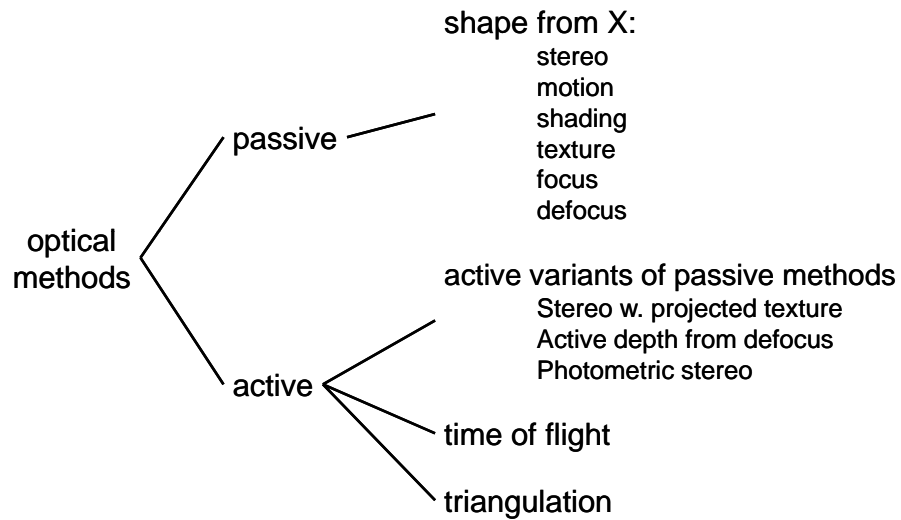 shape from X:
stereo
motion
shading
texture
focus
defocus
passive
optical
methods
active variants of passive methods
Stereo w. projected texture
Active depth from defocus
Photometric stereo
active
time of flight
triangulation